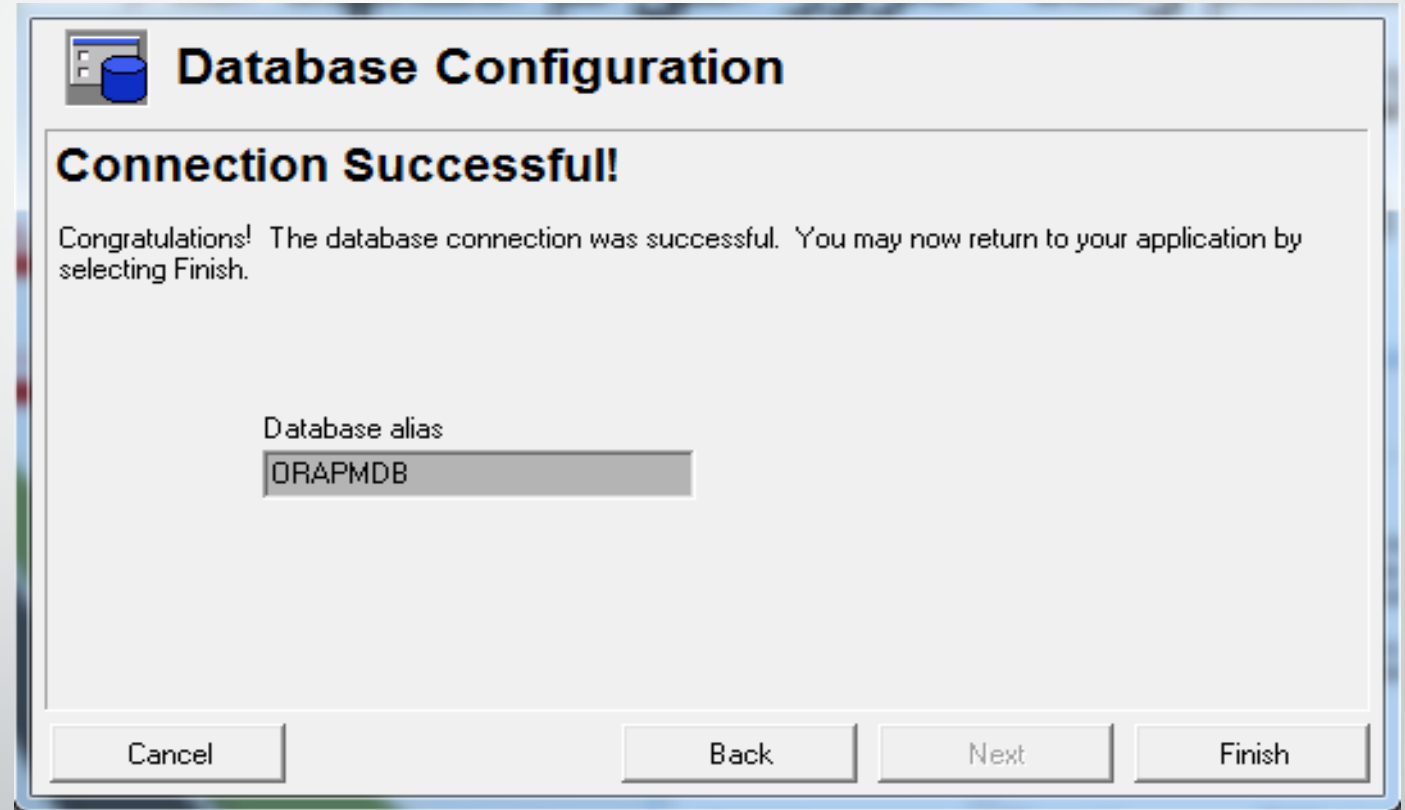 Database Configuration
Connection Successful!
Congratulations!  The database connection was successful.  You may now return to your application by
selecting Finish.
Database alias
ORAPMDB
Cancel
Back
Next
Finish